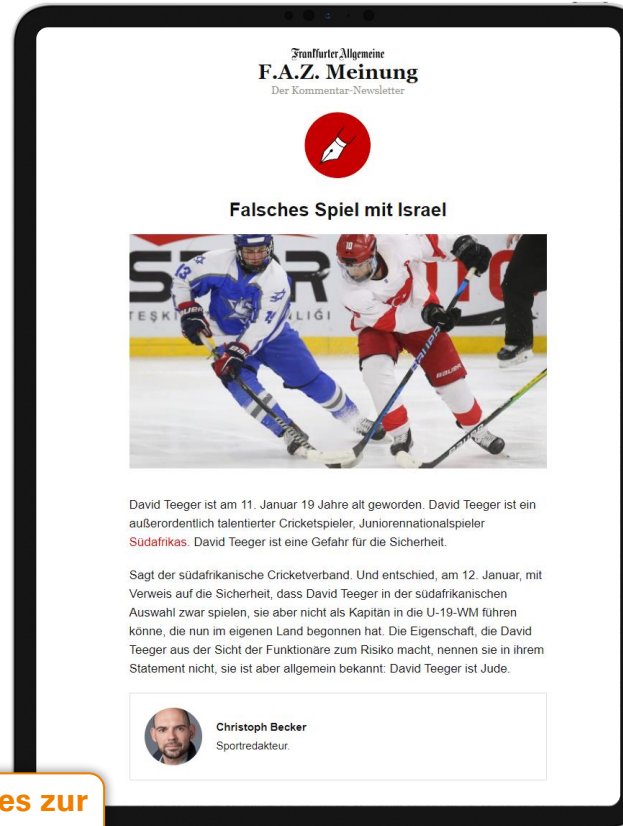 Frankfurter Allgemeine
F.A.Z. Meinung
Der Kommentar-Newsletter
Falsches Spiel mit Israel
13
10
BAUER
BAUER
BAUER
David Teeger ist am 11. Januar 19 Jahre alt geworden. David Teeger ist ein
außerordentlich talentierter Cricketspieler, Juniorennationalspieler
Südafrikas. David Teeger ist eine Gefahr für die Sicherheit.
Sagt der südafrikanische Cricketverband. Und entschied, am 12. Januar, mit
Verweis auf die Sicherheit, dass David Teeger in der südafrikanischen
Auswahl zwar spielen, sie aber nicht als Kapitän in die U-19-WM führen
könne, die nun im eigenen Land begonnen hat. Die Eigenschaft, die David
Teeger aus der Sicht der Funktionäre zum Risiko macht, nennen sie in ihrem
Statement nicht, sie ist aber allgemein bekannt: David Teeger ist Jude.
Christoph Becker
Sportredakteur.
es zur